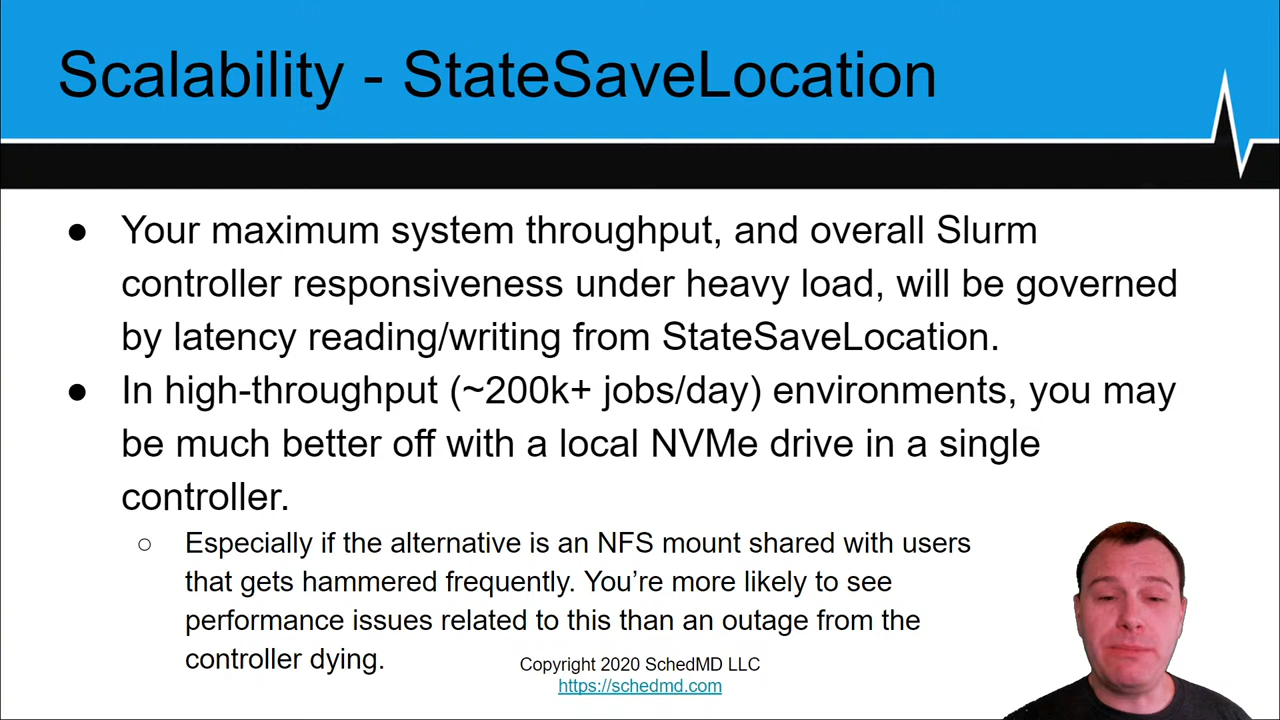 Scalability - StateSaveLocation
● Your maximum system throughput, and overall Slurm
controller responsiveness under heavy load, will be governed
by latency reading/writing from StateSaveLocation.
● In high-throughput (~200k+ jobs/day) environments, you may
be much better off with a local NVMe drive in a single
controller.
○ Especially if the alternative is an NFS mount shared with users
that gets hammered frequently. You’re more likely to see
performance issues related to this than an outage from the
controller dying.
Copyright 2020 SchedMD LLC
https://schedmd.com